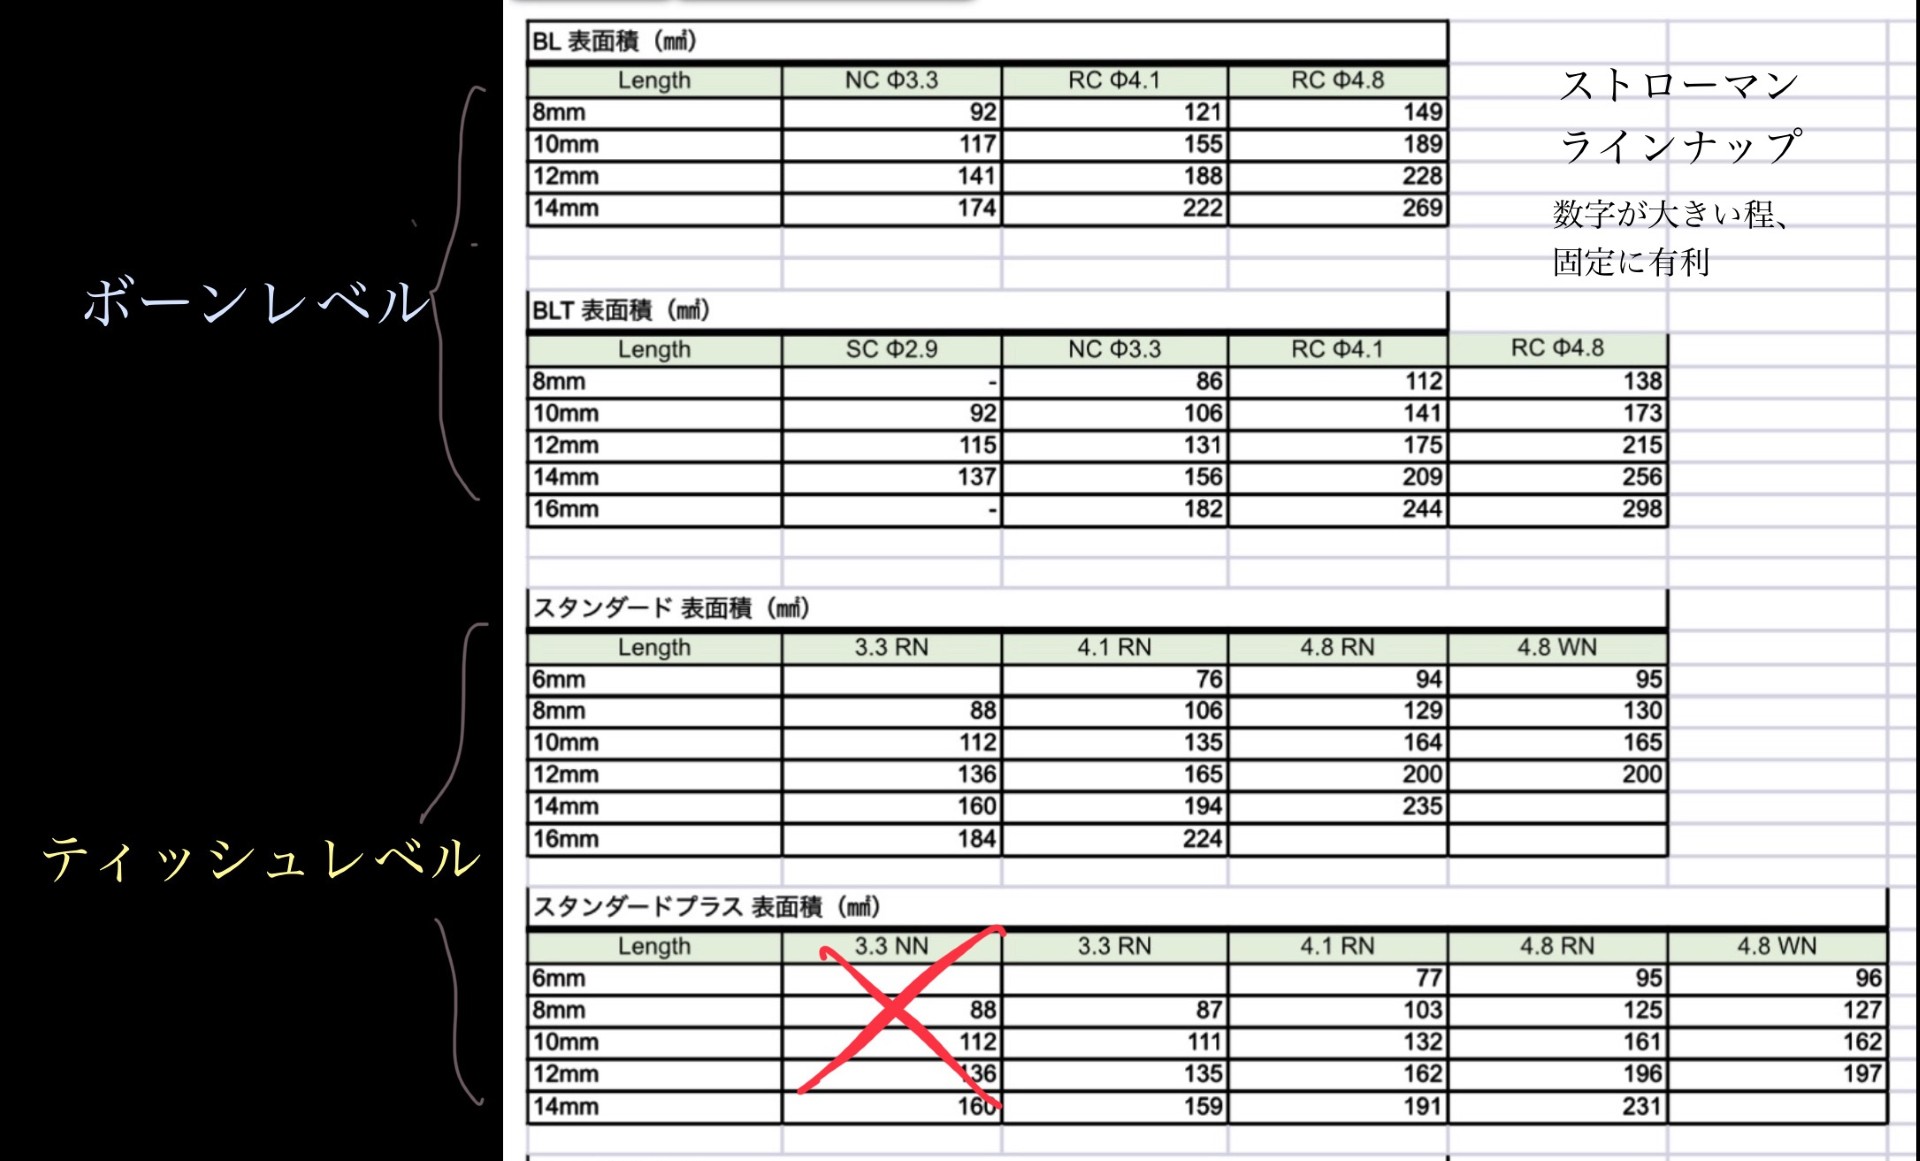 BL 表面積（㎟）
Length NC Φ3.3 RC Φ4.1 RC Φ4.8
8mm 92 121 149
10mm 117 155 189
12mm 141 188 228
14mm 174 222 269
ストローマン
ラインナップ
数字が大きい程、
固定に有利
ボーンレベル
BLT 表面積（㎟）
Length SC Φ2.9 NC Φ3.3 RC Φ4.1 RC Φ4.8
8mm - 86 112 138
10mm 92 106 141 173
12mm 115 131 175 215
14mm 137 156 209 256
16mm - 182 244 298
ティッシュレベル
スタンダード 表面積（㎟）
Length 3.3 RN 4.1 RN 4.8 RN 4.8 WN
6mm 76 94 95
8mm 88 106 129 130
10mm 112 135 164 165
12mm 136 165 200 200
14mm 160 194 235
16mm 184 224
スタンダードプラス 表面積（㎟）
Length 3.3 NN 3.3 RN 4.1 RN 4.8 RN 4.8 WN
6mm 77 95 96
8mm 88 87 103 125 127
10mm 112 111 132 161 162
12mm 136 135 162 196 197
14mm 160 159 191 231